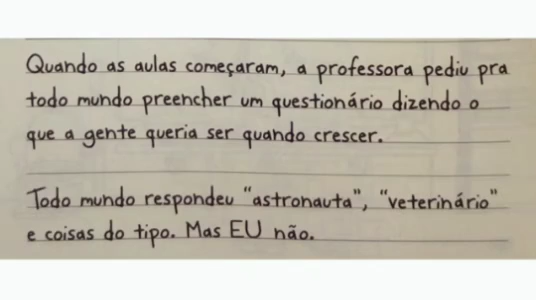 Quando as aulas começaram, a professora pediu pra
todo mundo preencher um questionário dizendo o
que a gente queria ser quando crescer.
Todo mundo respondeu "astronauta", "veterinário"
e coisas do tipo. Mas EU não.